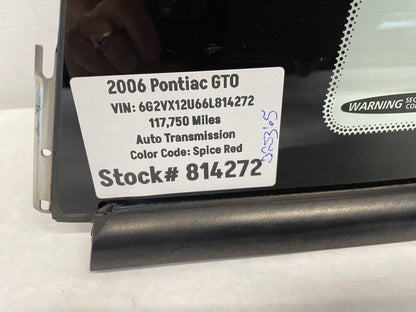 2006 Pontiac GTO
VIN: 6G2VX12U66L814272
117,750 Miles
Auto Transmission
Color Code: Spice Red
Stock# 814272
WARNING